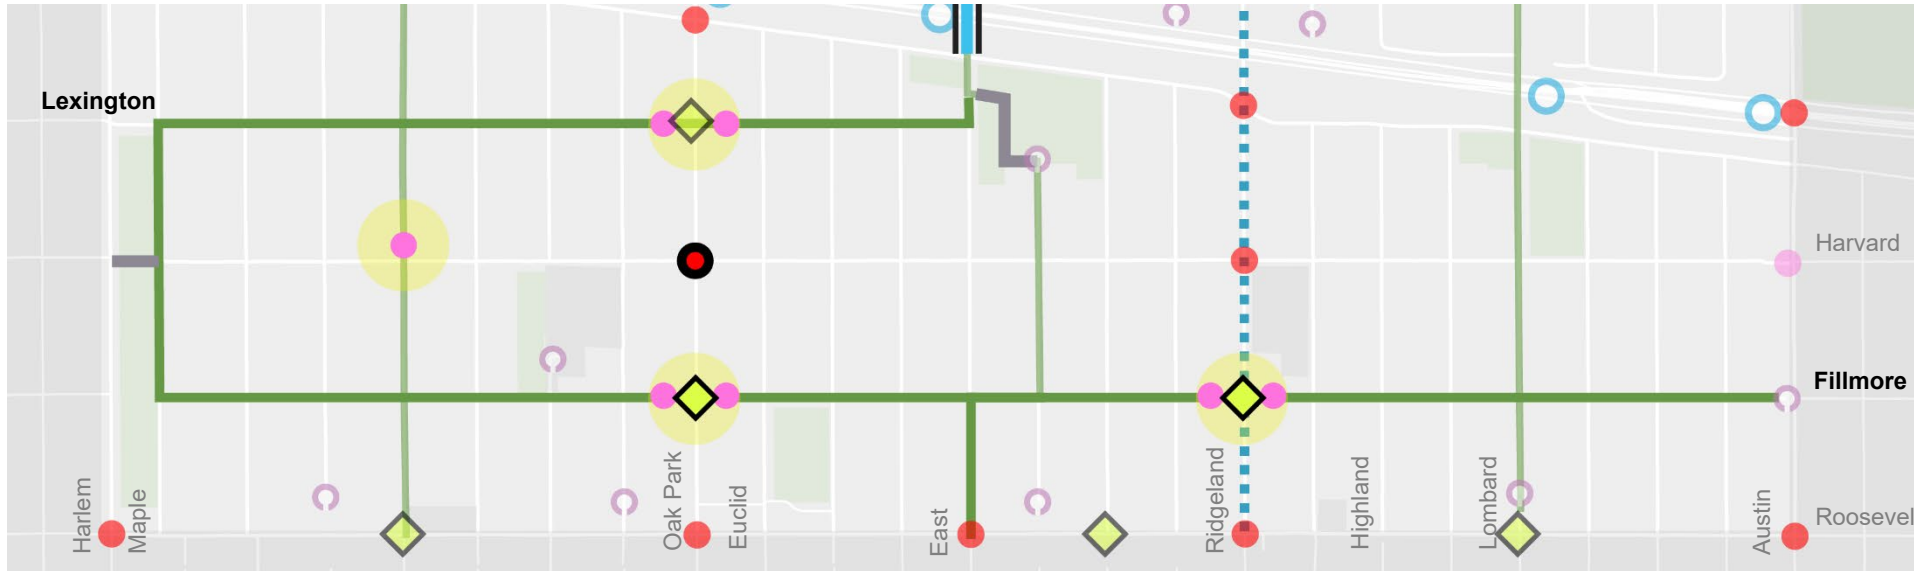 Lexington
Harvard
Fillmore
Harlem
Maple
Oak Park
Euclid
East
Ridgeland
Highland
Lombard
Austin
Roosevel